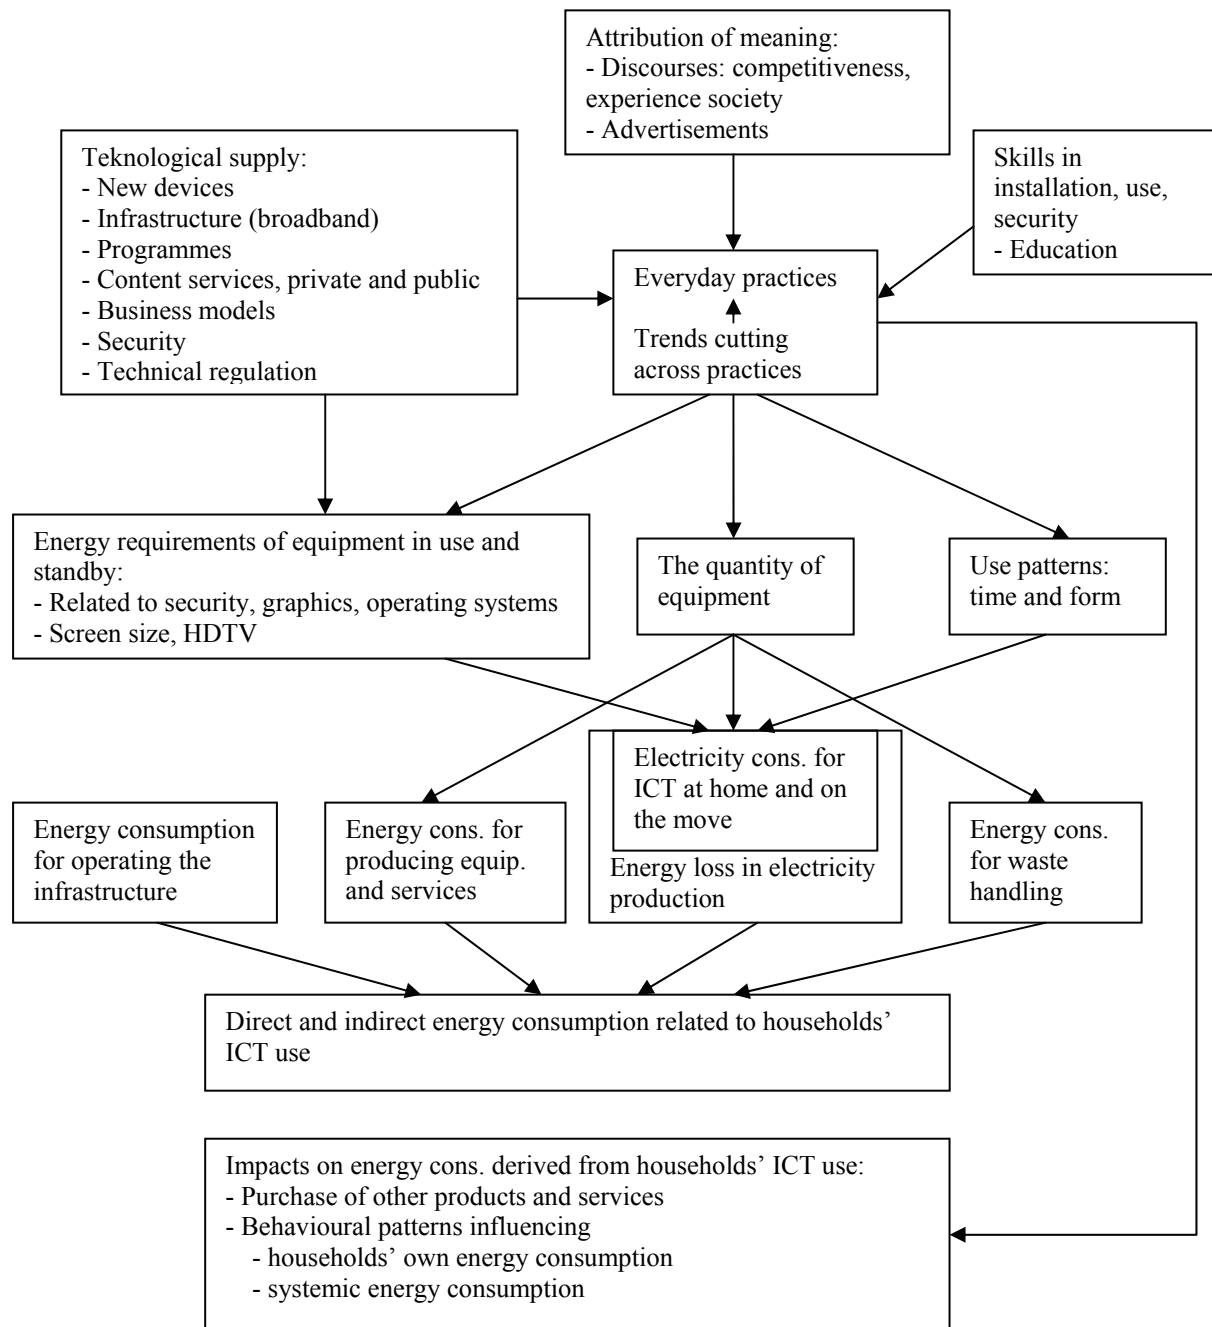 Attribution of meaning:
- Discourses: competitiveness,
experience society
- Advertisements
Teknological supply:
- New devices
- Infrastructure (broadband)
- Programmes
- Content services, private and public
- Business models
- Security
- Technical regulation
Skills in
installation, use,
security
- Education
Everyday practices
Trends cutting
across practices
Energy requirements of equipment in use and
standby:
- Related to security, graphics, operating systems
- Screen size, HDTV
The quantity of
equipment
Use patterns:
time and form
Energy consumption
for operating the
infrastructure
Energy cons. for
producing equip.
and services
Electricity cons. for
ICT at home and on
the move
Energy loss in electricity
production
Energy cons.
for waste
handling
Direct and indirect energy consumption related to households’
ICT use
Impacts on energy cons. derived from households’ ICT use:
- Purchase of other products and services
- Behavioural patterns influencing
- households’ own energy consumption
- systemic energy consumption